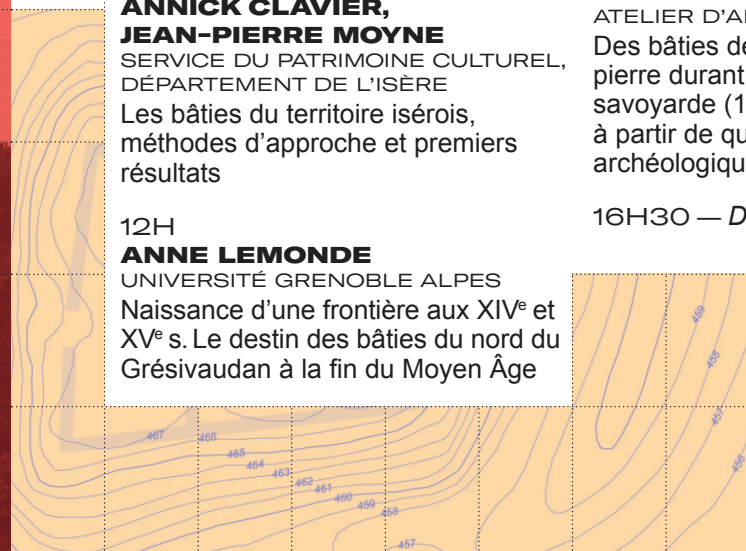 ANNICK CLAVIER,
JEAN-PIERRE MOYNE
SERVICE DU PATRIMOINE CULTUREL,
DÉPARTEMENT DE L'ISÈRE
Les bâties du territoire isérois,
méthodes d'approche et premiers
résultats
12H
ANNE LEMONDE
UNIVERSITÉ GRENOBLE ALPES
Naissance d'une frontière aux XIVe et
XVe s. Le destin des bâties du nord du
Grésivaudan à la fin du Moyen Âge
ATELIER D'A
Des bâties de
pierre durant
savoyarde (1
à partir de qu
archéologiqu
16H30 — D
467
466
465
464
463
462
461
460
459
458
457
459
458
457
456